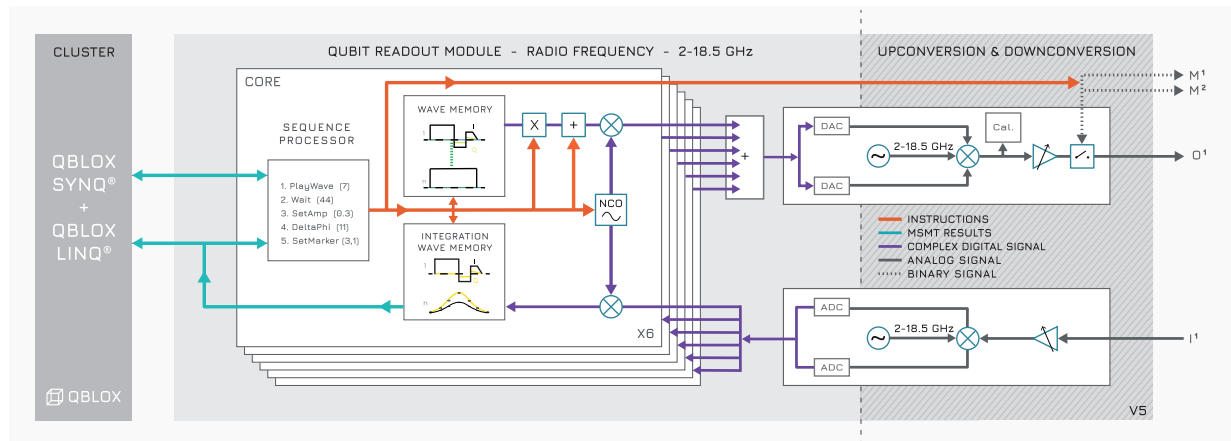 CLUSTER
QUBIT READOUT MODULE - RADIO FREQUENCY - 2-18.5 GHz
UPCONVERSION & DOWNCONVERSION
CORE
M¹
M²
WAVE MEMORY
1
I
Q
n
SEQUENCE
PROCESSOR
X
+
DAC
Cal.
2-18.5 GHz
DAC
+
O¹
QBLOX
SYNQ®
+
QBLOX
LINQ®
1. PlayWave (7)
2. Wait (44)
3. SetAmp (0.3)
4. DeltaPhi (11)
5. SetMarker (3,1)
NCO
INSTRUCTIONS
MSMT RESULTS
COMPLEX DIGITAL SIGNAL
ANALOG SIGNAL
BINARY SIGNAL
INTEGRATION
WAVE MEMORY
1
n
X6
ADC
2-18.5 GHz
ADC
I¹
QBLOX
V5